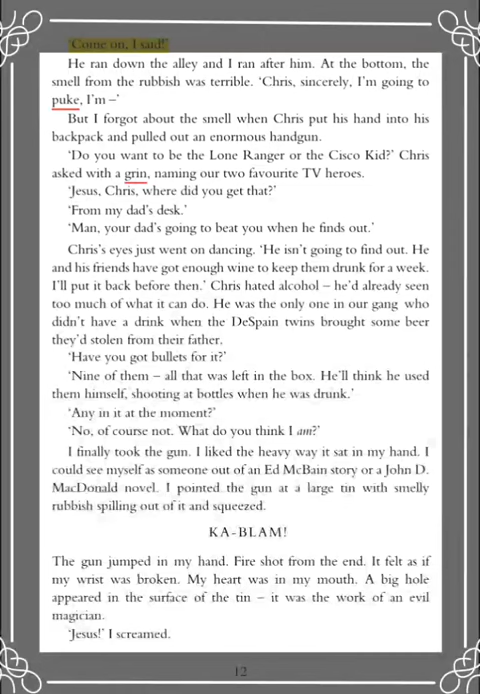 'Come on, I said!'
He ran down the alley and I ran after him. At the bottom, the
smell from the rubbish was terrible. 'Chris, sincerely, I'm going to
puke, I'm –'
But I forgot about the smell when Chris put his hand into his
backpack and pulled out an enormous handgun.
'Do you want to be the Lone Ranger or the Cisco Kid?' Chris
asked with a grin, naming our two favourite TV heroes.
'Jesus, Chris, where did you get that?'
'From my dad's desk.'
'Man, your dad's going to beat you when he finds out.'
Chris's eyes just went on dancing. 'He isn't going to find out. He
and his friends have got enough wine to keep them drunk for a week.
I'll put it back before then.' Chris hated alcohol – he'd already seen
too much of what it can do. He was the only one in our gang who
didn't have a drink when the DeSpain twins brought some beer
they'd stolen from their father.
'Have you got bullets for it?'
'Nine of them – all that was left in the box. He'll think he used
them himself, shooting at bottles when he was drunk.'
'Any in it at the moment?'
'No, of course not. What do you think I am?'
I finally took the gun. I liked the heavy way it sat in my hand. I
could see myself as someone out of an Ed McBain story or a John D.
MacDonald novel. I pointed the gun at a large tin with smelly
rubbish spilling out of it and squeezed.
KA-BLAM!
The gun jumped in my hand. Fire shot from the end. It felt as if
my wrist was broken. My heart was in my mouth. A big hole
appeared in the surface of the tin – it was the work of an evil
magician.
'Jesus!' I screamed.
12